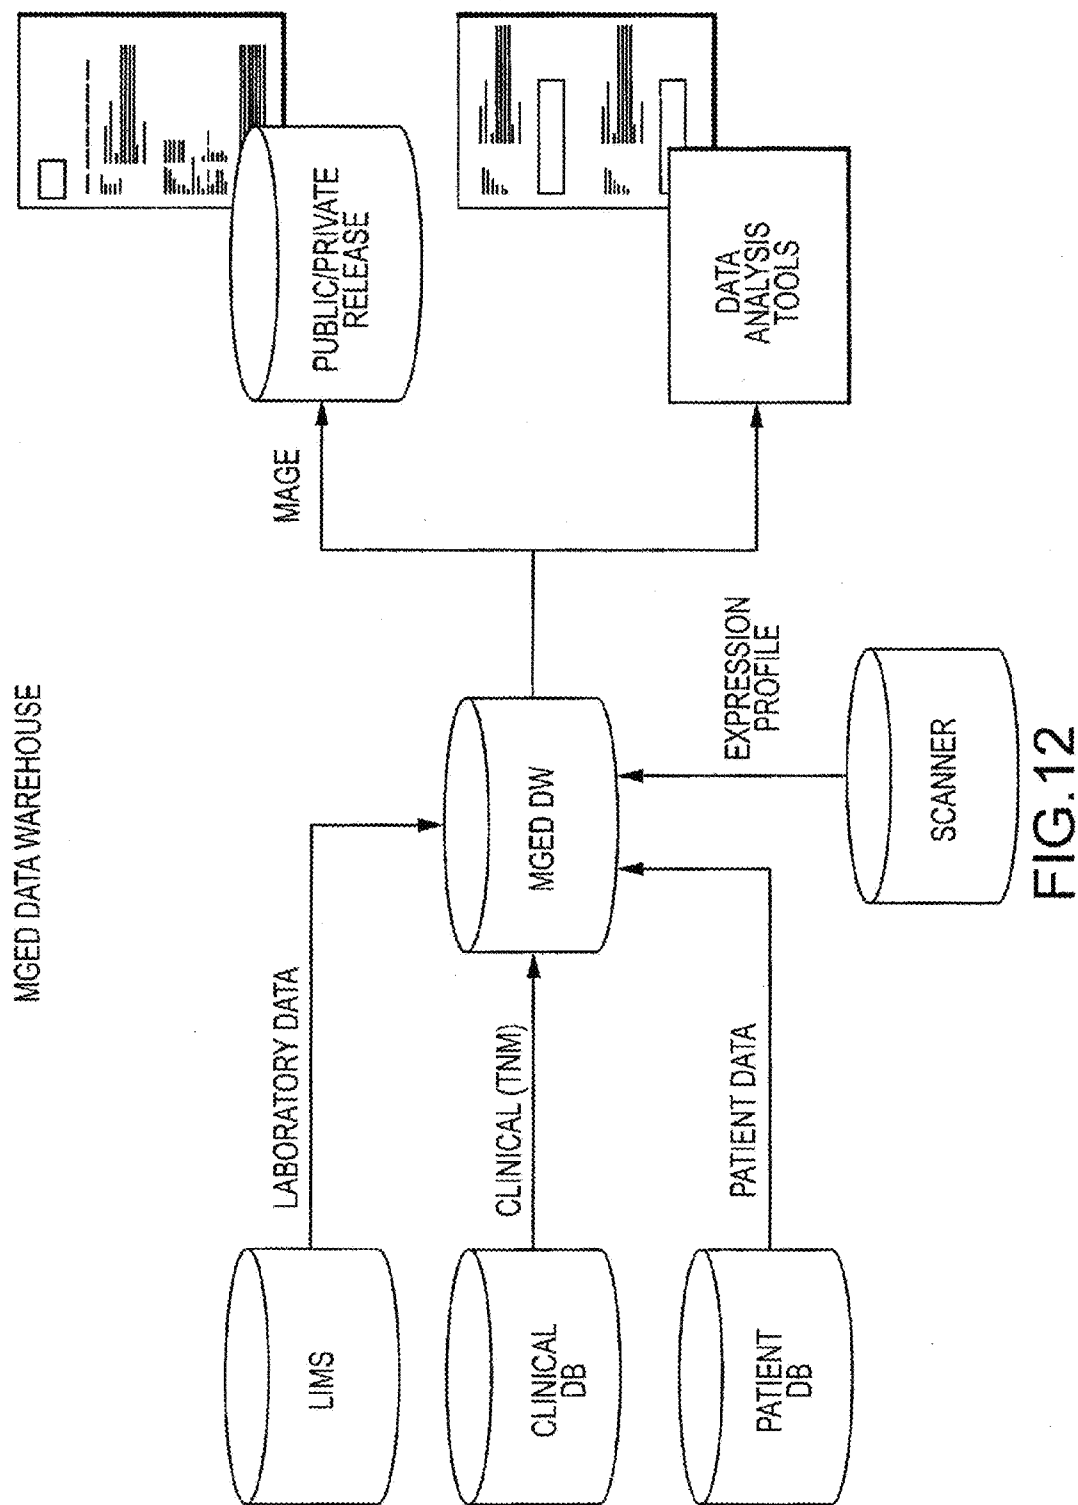 MGED DATA WAREHOUSE
LIMS
LABORATORY DATA
CLINICAL
DB
CLINICAL (TNM)
PATIENT
DB
PATIENT DATA
MGED DW
SCANNER
EXPRESSION
PROFILE
MAGE
PUBLIC/PRIVATE
RELEASE
DATA
ANALYSIS
TOOLS
FIG.12